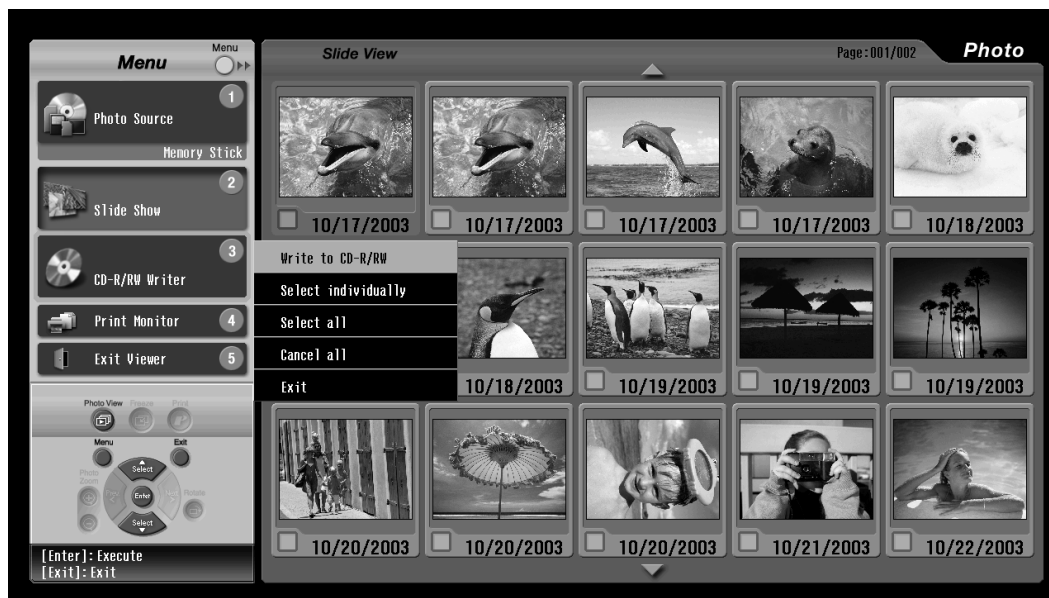 Menu
Menu
1
Photo Source
Memory Stick
2
Slide Show
3
CD-R/RW Writer
Print Monitor 4
Exit Viewer 5
Photo View Freeze Print
Menu Exit
Photo
Zoom
Select
Enter
Rotate
Select
[Enter]: Execute
[Exit]: Exit
Slide View
Page:001/002
Photo
10/17/2003 10/17/2003 10/17/2003 10/17/2003 10/18/2003
Write to CD-R/RW
Select individually
Select all
Cancel all
Exit
10/18/2003 10/19/2003 10/19/2003 10/19/2003
10/20/2003 10/20/2003 10/20/2003 10/21/2003 10/22/2003